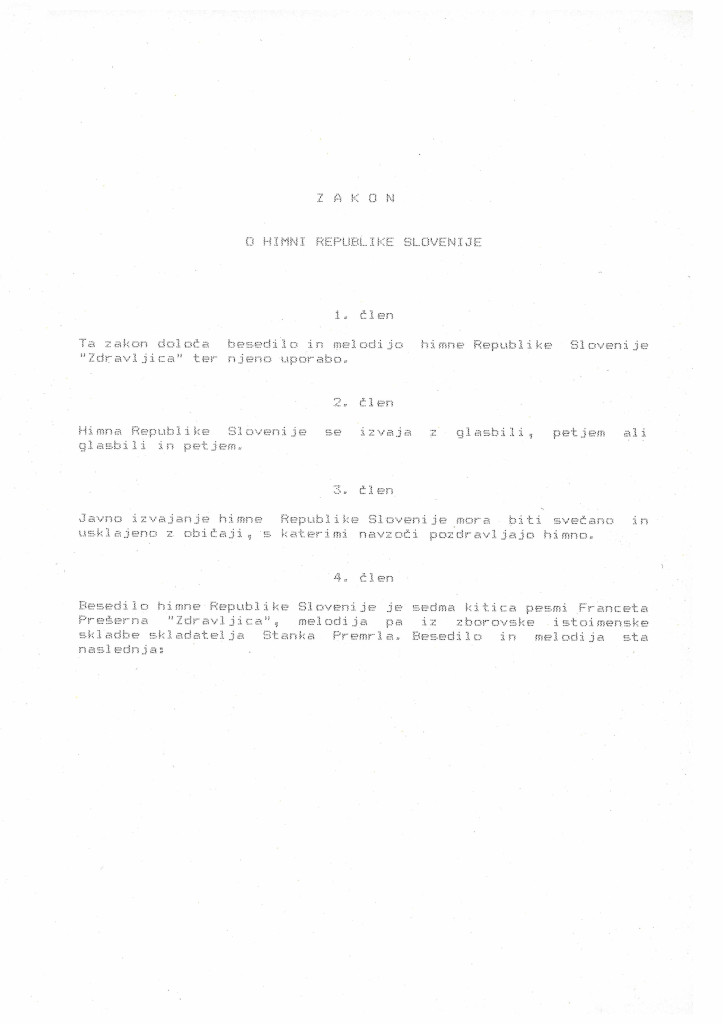 Z A K O N
O HIMNI REPUBLIKE SLOVENIJE
1. člen
Ta zakon določa besedilo in melodijo himne Republike Slovenije
"Zdravljica" ter njeno uporabo.
2. člen
Himna Republike Slovenije se izvaja z glasbili, petjem ali
glasbili in petjem.
3. člen
Javno izvajanje himne Republike Slovenije mora biti svečano in
usklajeno z običaji, s katerimi navzoči pozdravljajo himno.
4. člen
Besedilo himne Republike Slovenije je sedma kitica pesmi Franceta
Prešerna "Zdravljica", melodija pa iz zborovske istoimenske
skladbe skladatelja Stanka Premrla. Besedilo in melodija sta
naslednja: